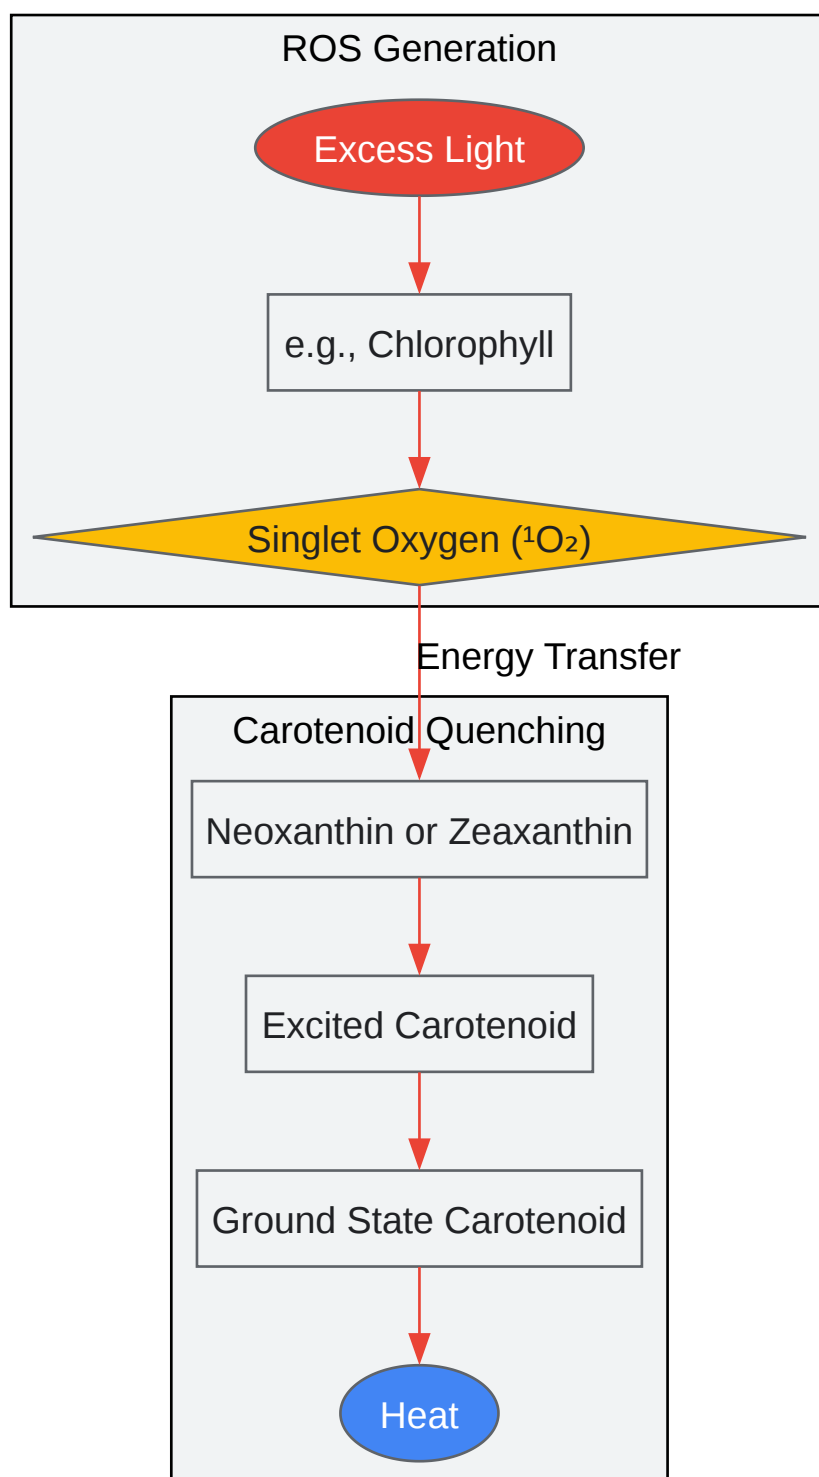 ROS Generation
Excess Light
e.g., Chlorophyll
Singlet Oxygen (¹O₂)
Energy Transfer
Carotenoid Quenching
Neoxanthin or Zeaxanthin
Excited Carotenoid
Ground State Carotenoid
Heat